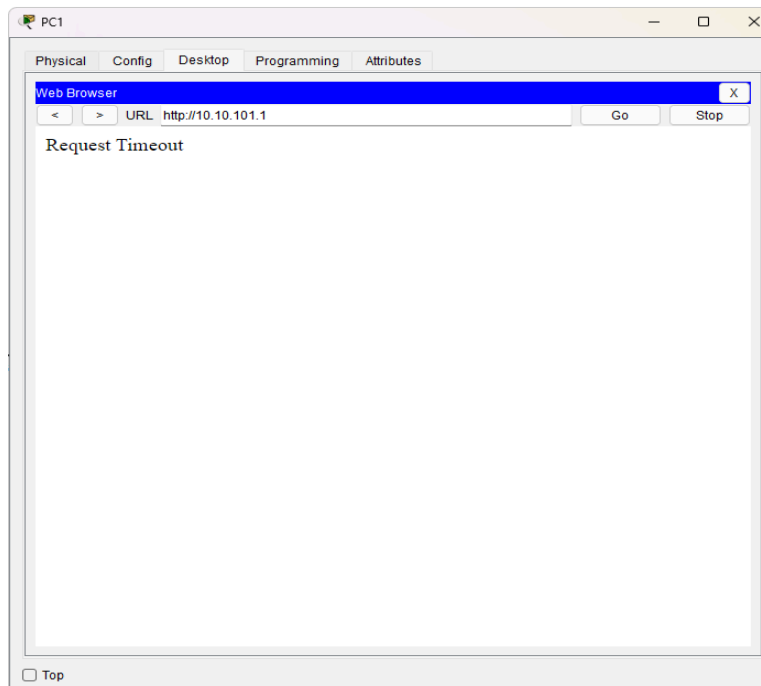 PC1
Physical Config Desktop Programming Attributes
Web Browser X
< > URL http://10.10.101.1 Go Stop
Request Timeout
Top